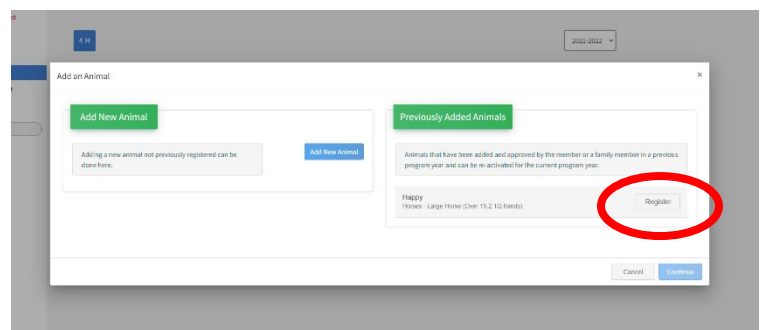 4 H
2021-2022
Add an Animal
×
Add New Animal
Adding a new animal not previously registered can be
done here.
Add New Animal
Previously Added Animals
Animals that have been added and approved by the member or a family member in a previous
program year and can be re-activated for the current program year.
Happy
Horses - Large Horse (Over 15.2 1/2 hands)
Register
Cancel
Continue